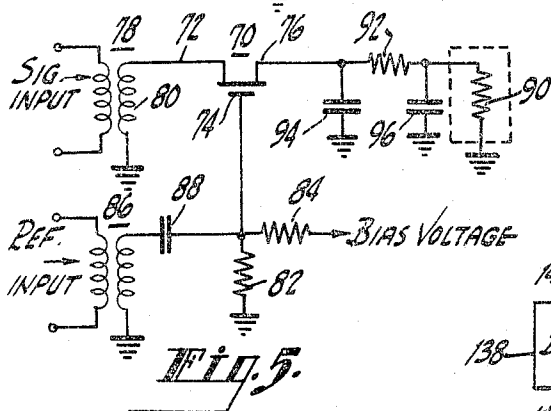 78
72
70
76
92
SIG
INPUT
80
74
94
96
90
86
88
84
REF.
INPUT
BIAS VOLTAGE
82
Fig. 5.
138